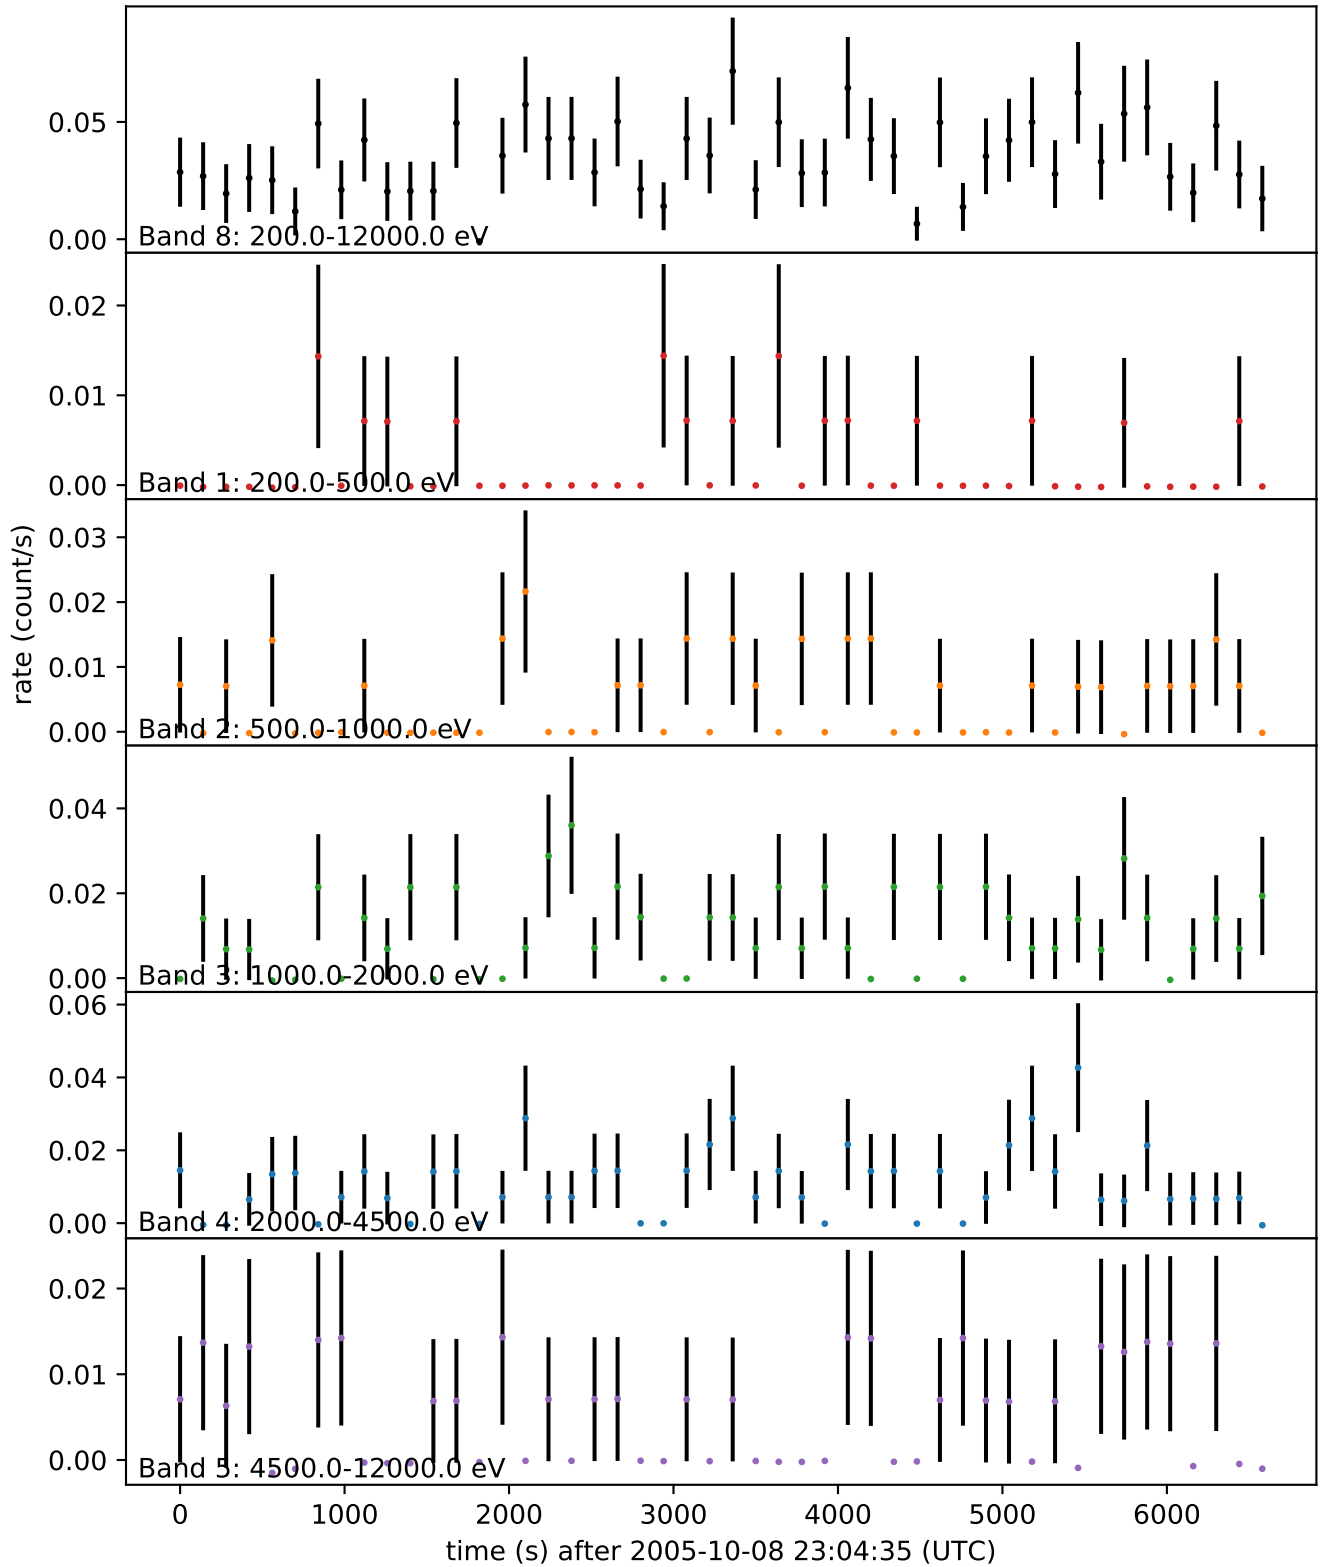 0.05
0.00
Band 8: 200.0-12000.0 eV
0.02
0.01
0.00
Band 1: 200.0-500.0 eV
rate (count/s)
0.03
0.02
0.01
0.00
Band 2: 500.0-1000.0 eV
0.04
0.02
0.00
Band 3: 1000.0-2000.0 eV
0.06
0.04
0.02
0.00
Band 4: 2000.0-4500.0 eV
0.02
0.01
0.00
Band 5: 4500.0-12000.0 eV
0 1000 2000 3000 4000 5000 6000
time (s) after 2005-10-08 23:04:35 (UTC)